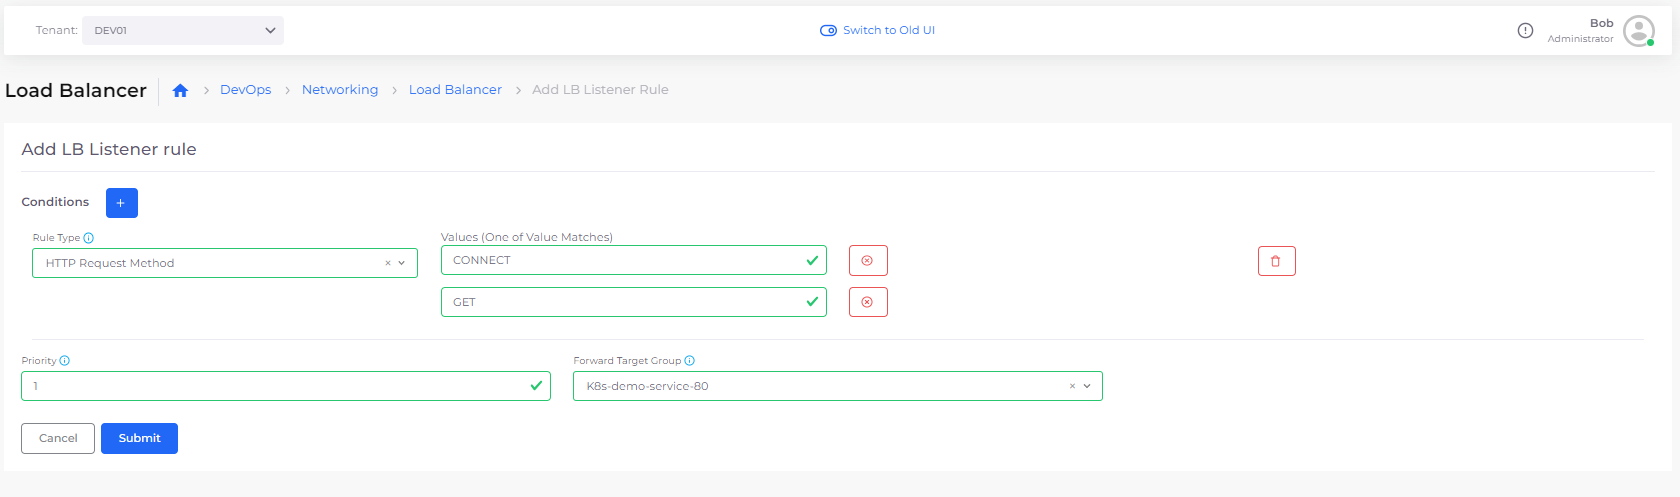 Tenant: DEV01 Switch to Old UI Bob
Administrator
Load Balancer DevOps Networking Load Balancer Add LB Listener Rule
Add LB Listener rule
Conditions +
Rule Type Values (One of Value Matches)
HTTP Request Method CONNECT
GET
Priority Forward Target Group
1 K8s-demo-service-80
Cancel Submit